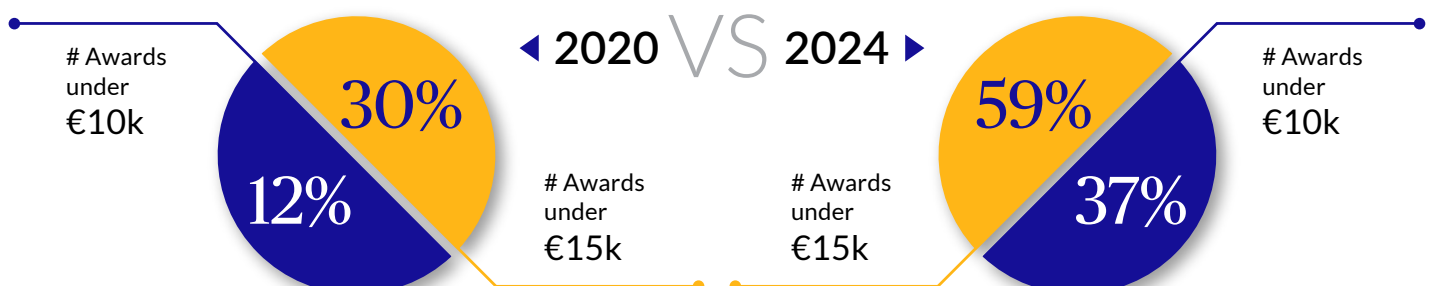 2020 VS 2024
# Awards
under
€10k
30%
12%
# Awards
under
€15k
# Awards
under
€15k
59%
37%
# Awards
under
€10k